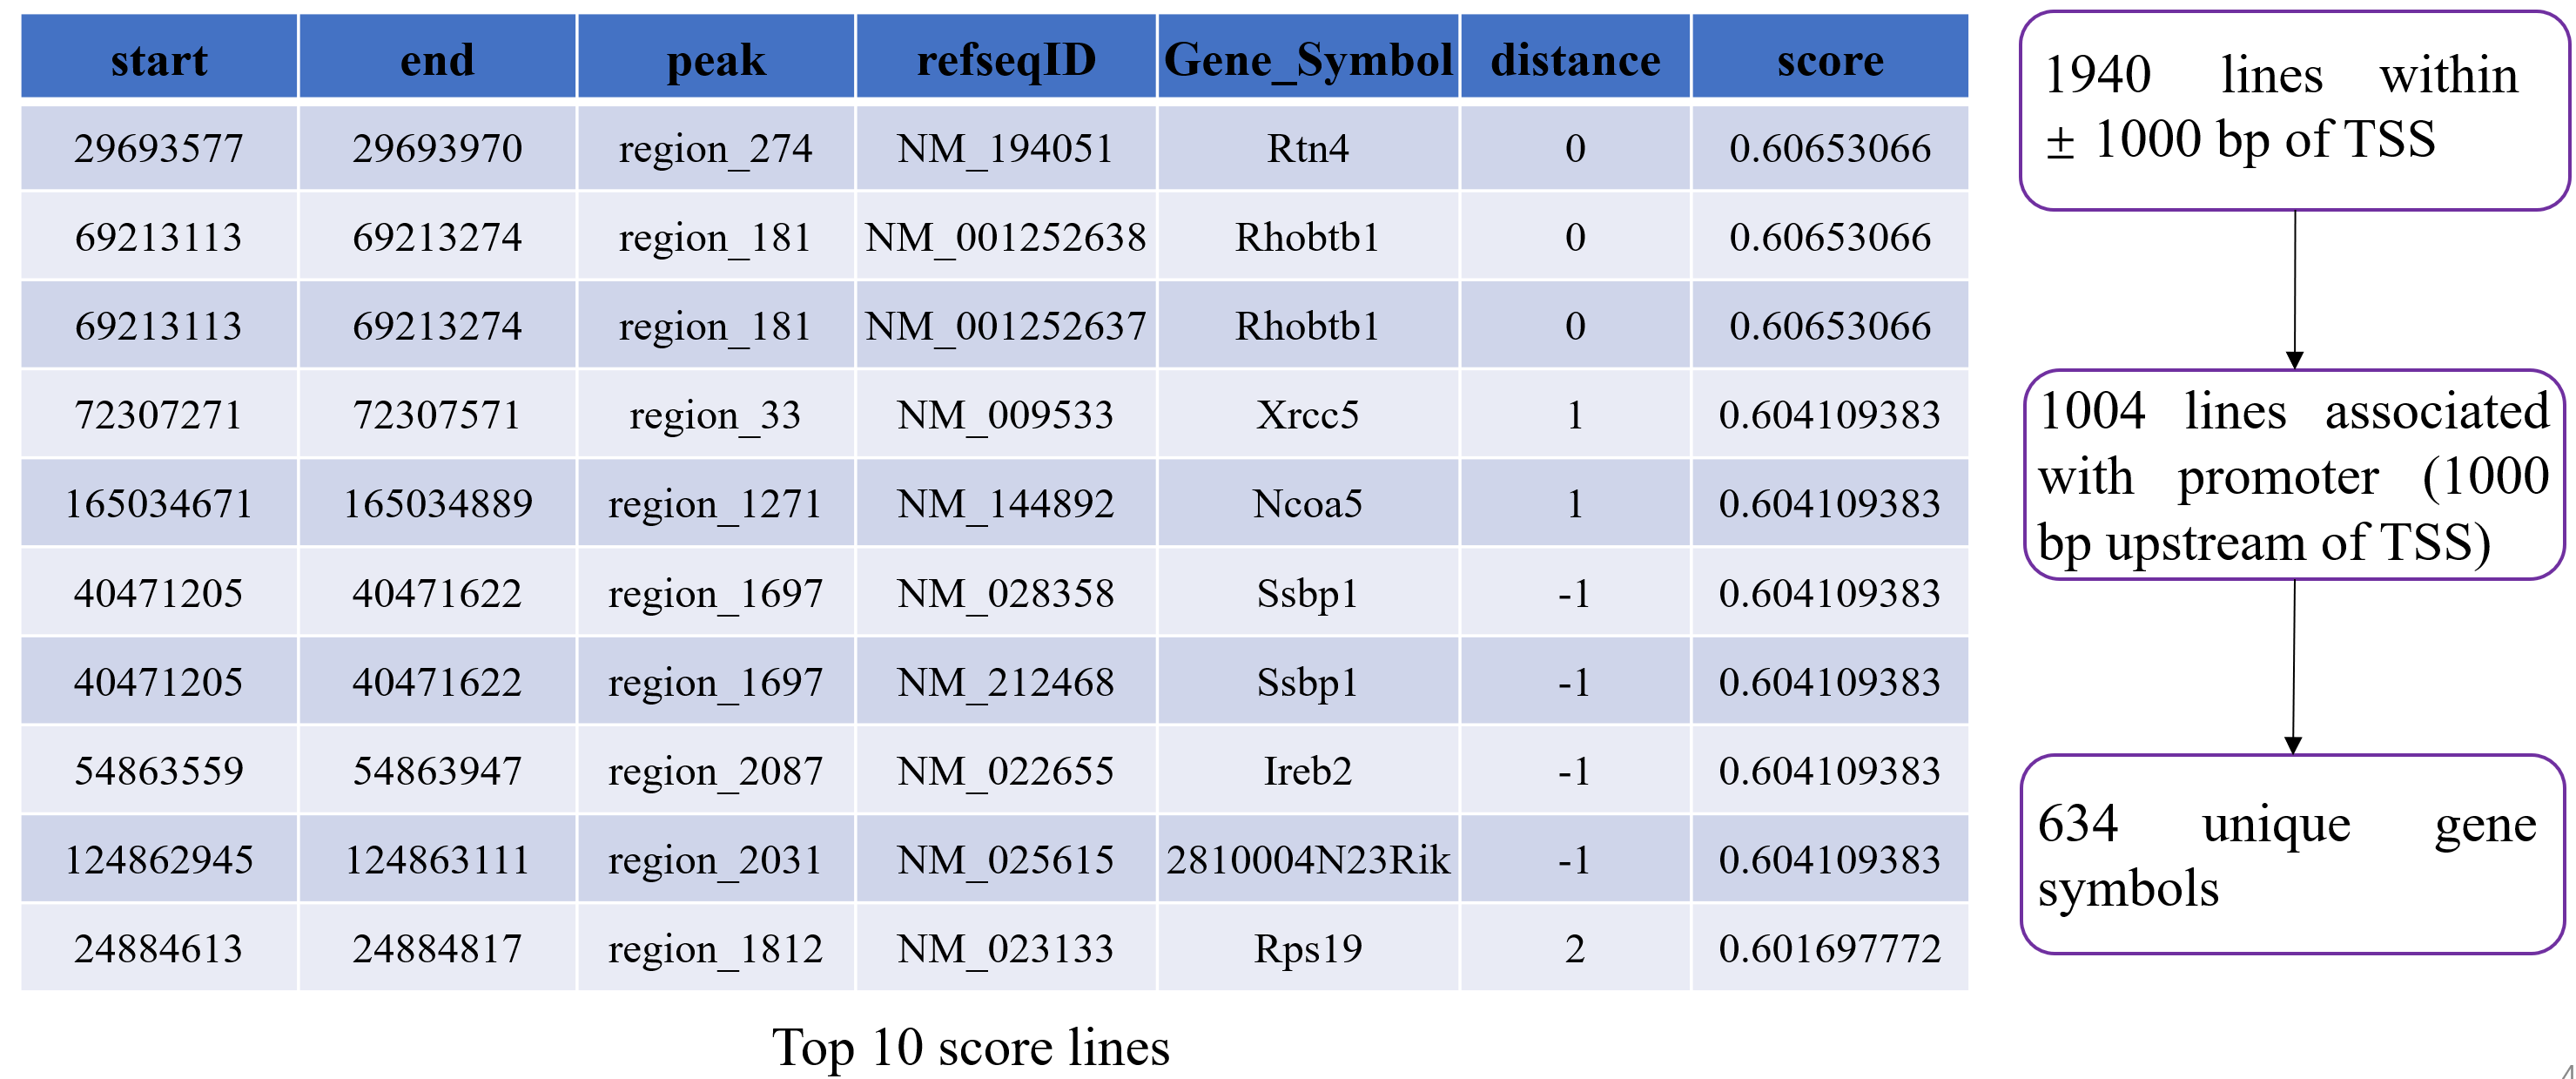 start end peak refseqID Gene_Symbol distance score
29693577 29693970 region_274 NM_194051 Rtn4 0 0.60653066
69213113 69213274 region_181 NM_001252638 Rhobtb1 0 0.60653066
69213113 69213274 region_181 NM_001252637 Rhobtb1 0 0.60653066
72307271 72307571 region_33 NM_009533 Xrcc5 1 0.604109383
165034671 165034889 region_1271 NM_144892 Ncoa5 1 0.604109383
40471205 40471622 region_1697 NM_028358 Ssbp1 -1 0.604109383
40471205 40471622 region_1697 NM_212468 Ssbp1 -1 0.604109383
54863559 54863947 region_2087 NM_022655 Ireb2 -1 0.604109383
124862945 124863111 region_2031 NM_025615 2810004N23Rik -1 0.604109383
24884613 24884817 region_1812 NM_023133 Rps19 2 0.601697772
Top 10 score lines
1940 lines within
± 1000 bp of TSS
1004 lines associated
with promoter (1000
bp upstream of TSS)
634 unique gene
symbols